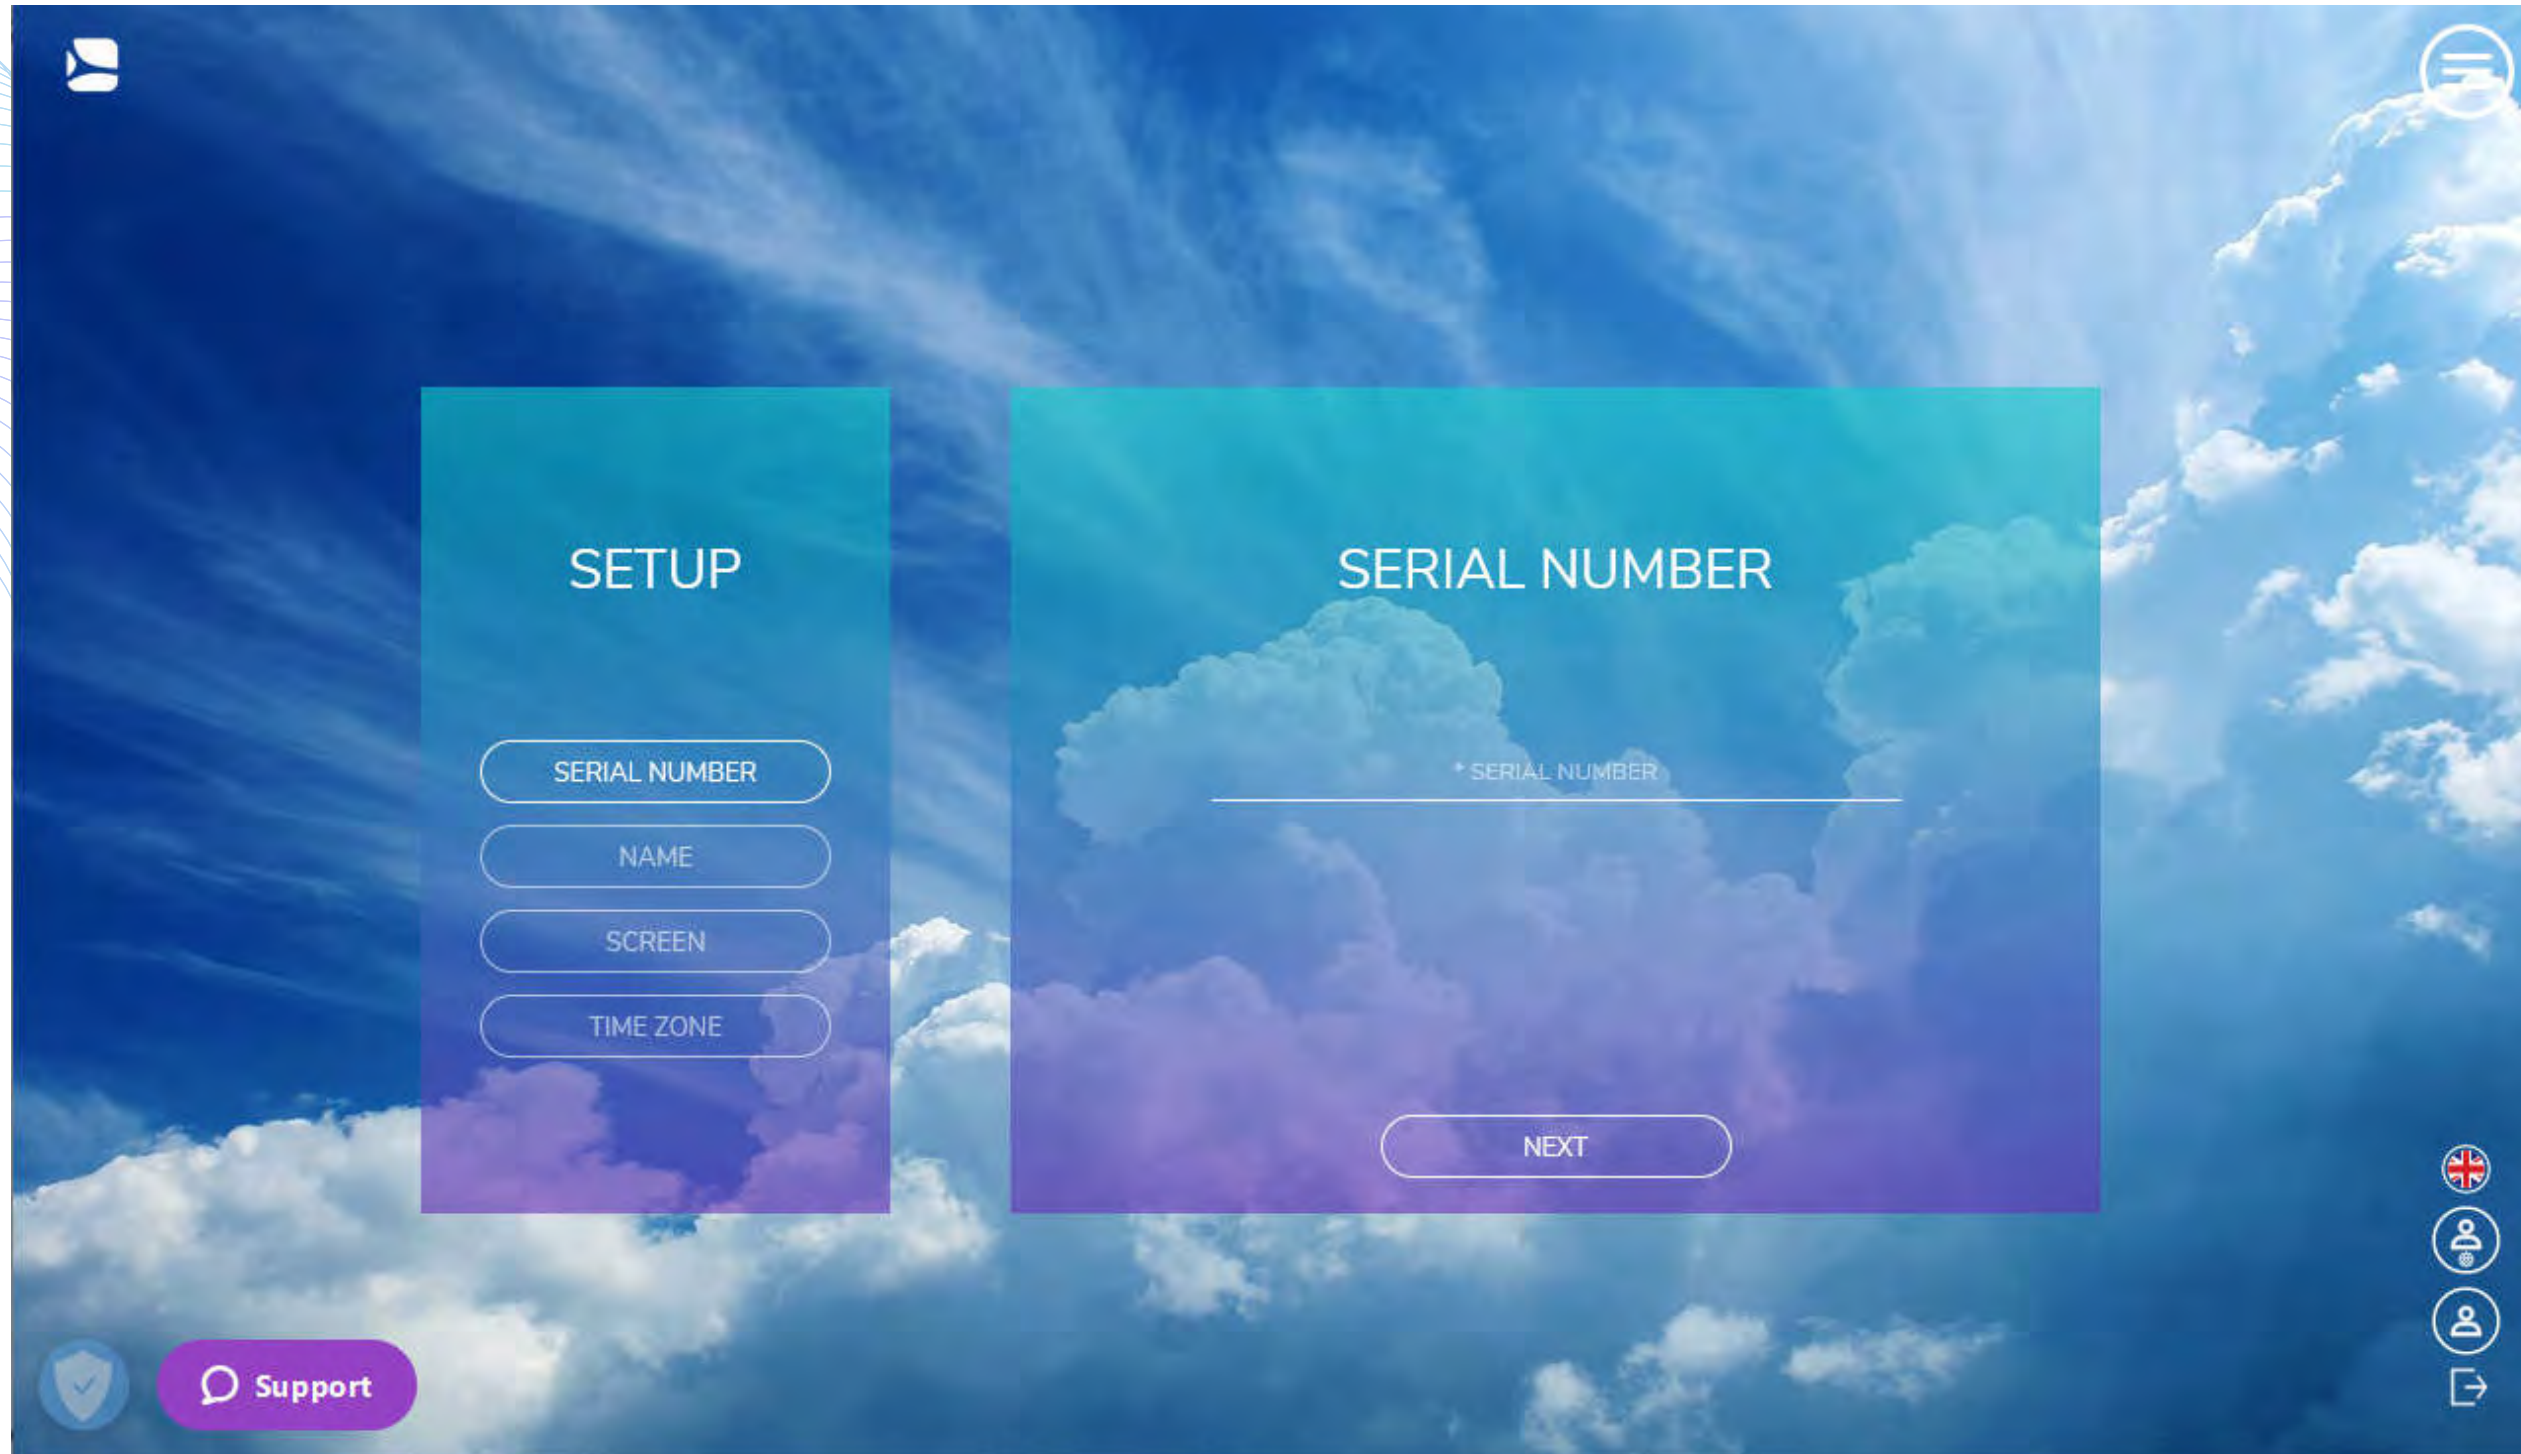 SETUP
SERIAL NUMBER
NAME
SCREEN
TIME ZONE
SERIAL NUMBER
* SERIAL NUMBER
NEXT
Support